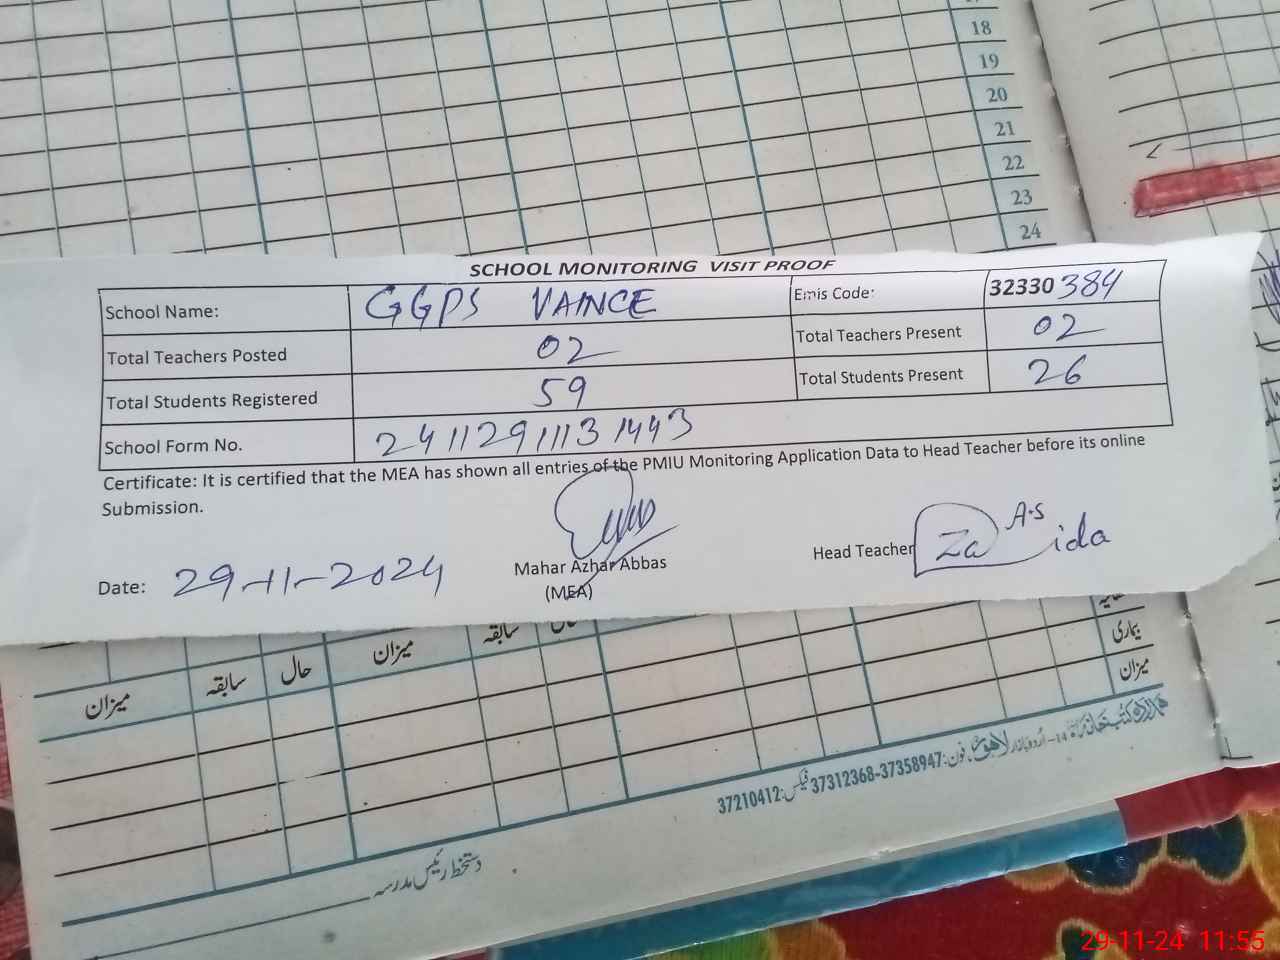 18
19
20
21
22
23
24
SCHOOL MONITORING VISIT PROOF
School Name: GGPS VAINCE Emis Code: 32330384
Total Teachers Posted 02 Total Teachers Present 02
Total Students Registered 59 Total Students Present 26
School Form No. 24112911131443
Certificate: It is certified that the MEA has shown all entries of the PMIU Monitoring Application Data to Head Teacher before its online
Submission.
Date: 29-11-2024 Mahar Azhar Abbas Head Teacher Zaida A.S
(MEA)
بیماری
میزان سابقہ حال میزان سابقہ میزان
لاہور فون:37358947-37312368 فیکس:37210412
دستخط رئیس مدرسہ
29-11-24 11:55